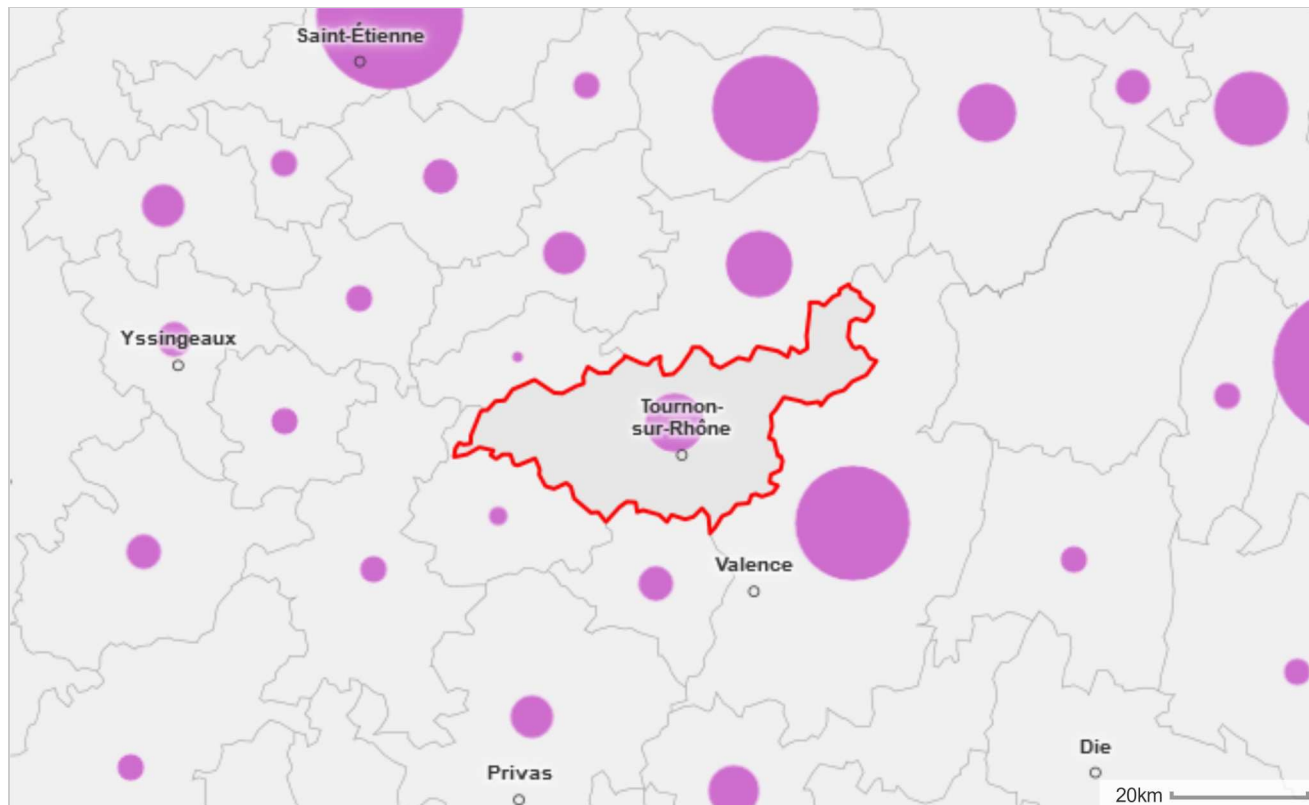 Saint-Étienne
Yssingeaux
Tournon-
sur-Rhône
Valence
Die
Privas
20km